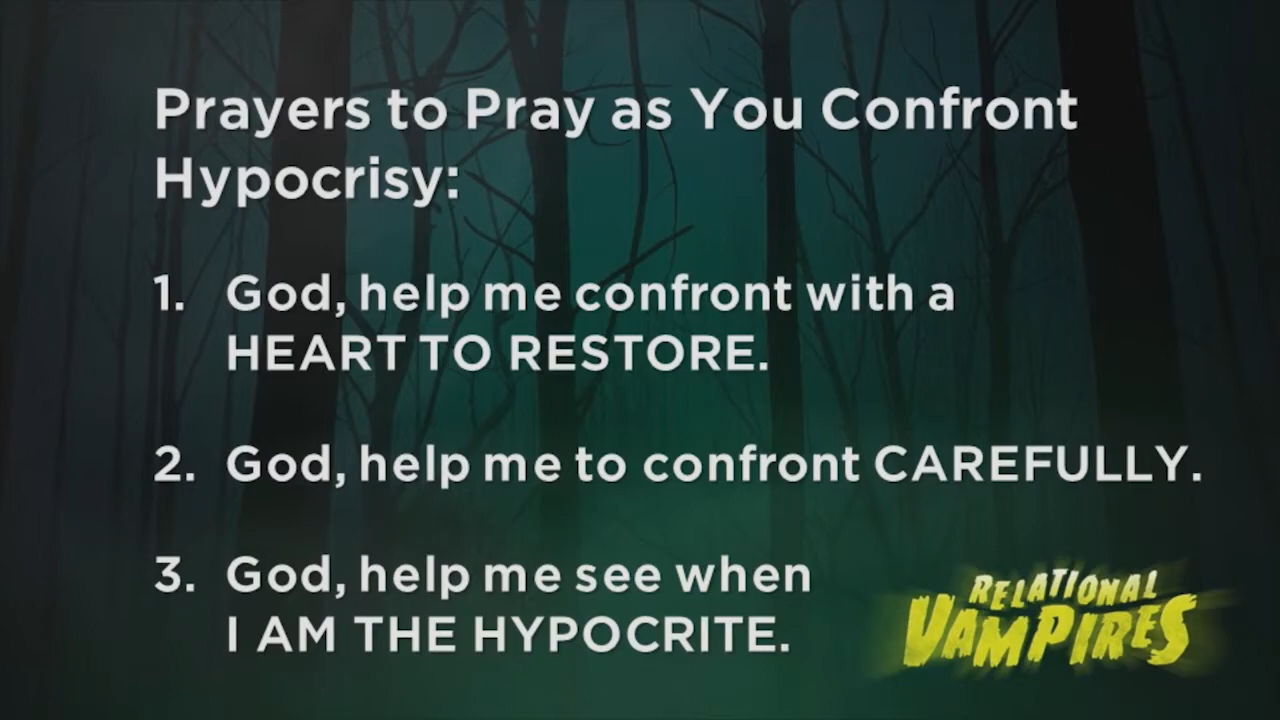 Prayers to Pray as You Confront
Hypocrisy:
1. God, help me confront with a
HEART TO RESTORE.
2. God, help me to confront CAREFULLY.
3. God, help me see when
I AM THE HYPOCRITE.
RELATIONAL
VAMPIRES